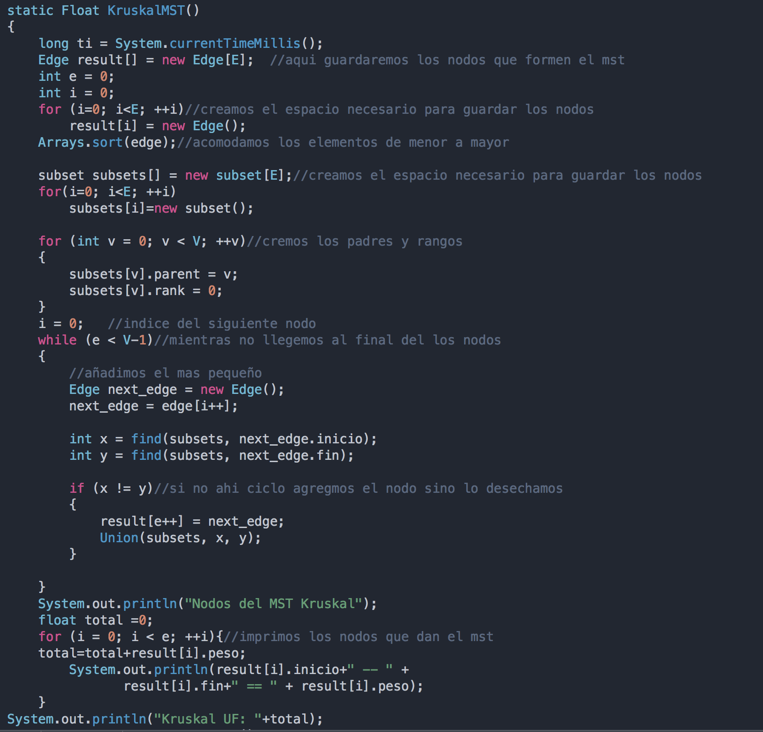 static Float KruskalMST()
{
    long ti = System.currentTimeMillis();
    Edge result[] = new Edge[E];  //aqui guardaremos los nodos que formen el mst
    int e = 0;
    int i = 0;
    for (i=0; i<E; ++i)//creamos el espacio necesario para guardar los nodos
        result[i] = new Edge();
    Arrays.sort(edge);//acomodamos los elementos de menor a mayor

    subset subsets[] = new subset[E];//creamos el espacio necesario para guardar los nodos
    for(i=0; i<E; ++i)
        subsets[i]=new subset();

    for (int v = 0; v < V; ++v)//cremos los padres y rangos
    {
        subsets[v].parent = v;
        subsets[v].rank = 0;
    }
    i = 0;   //indice del siguiente nodo
    while (e < V-1)//mientras no llegemos al final del los nodos
    {
        //añadimos el mas pequeño
        Edge next_edge = new Edge();
        next_edge = edge[i++];

        int x = find(subsets, next_edge.inicio);
        int y = find(subsets, next_edge.fin);

        if (x != y)//si no ahi ciclo agregmos el nodo sino lo desechamos
        {
            result[e++] = next_edge;
            Union(subsets, x, y);
        }

    }
    System.out.println("Nodos del MST Kruskal");
    float total =0;
    for (i = 0; i < e; ++i){//imprimos los nodos que dan el mst
    total=total+result[i].peso;
        System.out.println(result[i].inicio+" -- " +
               result[i].fin+" == " + result[i].peso);
    }
System.out.println("Kruskal UF: "+total);